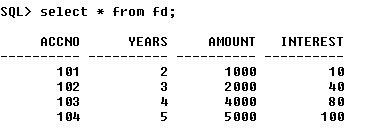 SQL> select * from fd;
ACCNO YEARS AMOUNT INTEREST
---------- ---------- ---------- ----------
101 2 1000 10
102 3 2000 40
103 4 4000 80
104 5 5000 100